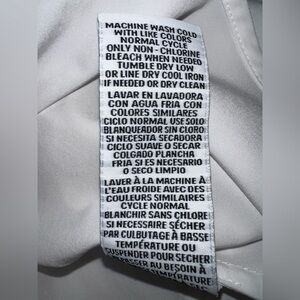 MACHINE WASH COLD
WITH LIKE COLORS
NORMAL CYCLE
ONLY NON - CHLORINE
BLEACH WHEN NEEDED
TUMBLE DRY LOW
OR LINE DRY COOL IRON
IF NEEDED OR DRY CLEAN
LAVAR EN LAVADORA
CON AGUA FRIA CON
COLORES SIMILARES
CICLO NORMAL USE SOLO
BLANQUEADOR SIN CLORO
SI NECESITA SECADORA
CICLO SUAVE O SECAR
COLGADO PLANCHA
FRIA SI ES NECESARIO
O SECO LIMPIO
LAVER À LA MACHINE À
L'EAU FROIDE AVEC DES
COULEURS SIMILAIRES
CYCLE NORMAL
BLANCHIR SANS CHLORE
SI NECESSAIRE SÉCHER
PAR CULBUTAGE À BASSE
TEMPÉRATURE OU
SUSPENDER POUR SECHER
AU BESOIN À